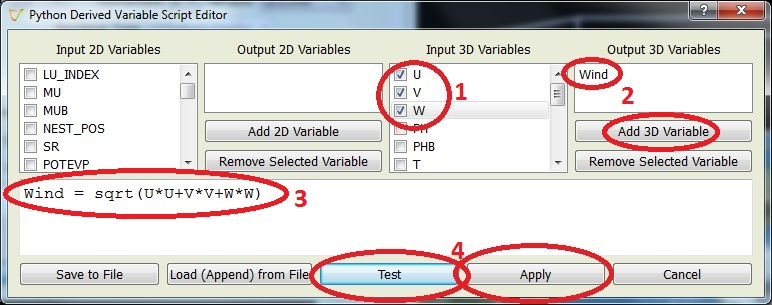 Python Derived Variable Script Editor
Input 2D Variables
Output 2D Variables
Input 3D Variables
Output 3D Variables
LU_INDEX
MU
MUB
NEST_POS
SR
POTEVP
U
V
W
PH
PHB
T
1
Wind
2
Add 2D Variable
Add 3D Variable
Remove Selected Variable
Remove Selected Variable
Wind = sqrt(U*U+V*V+W*W)
3
4
Save to File
Load (Append) from File
Test
Apply
Cancel